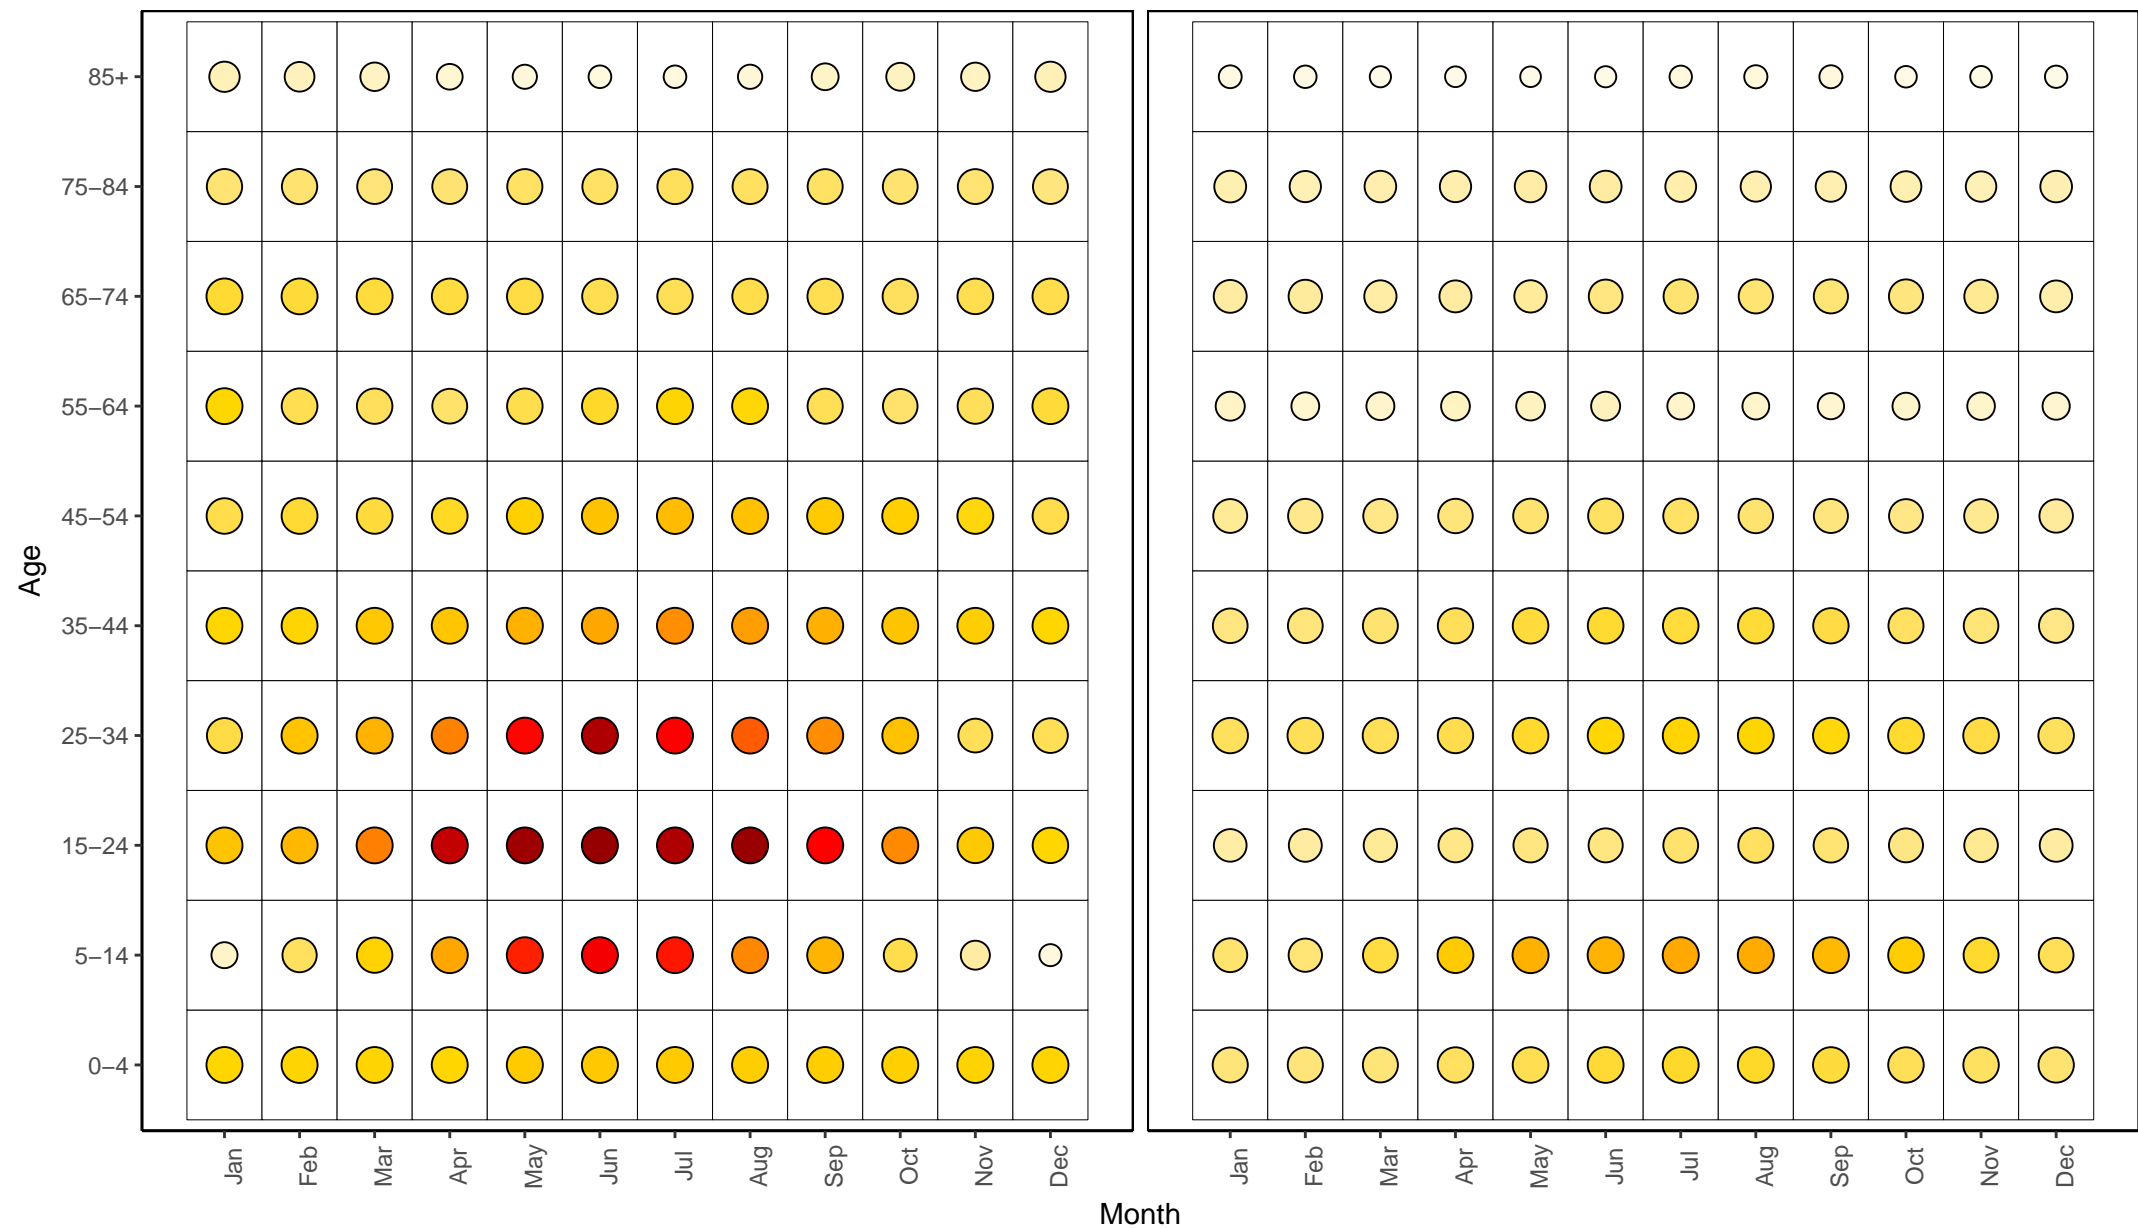 85+
75–84
65–74
55–64
45–54
35–44
25–34
15–24
5–14
0–4
Age
Jan Feb Mar Apr May Jun Jul Aug Sep Oct Nov Dec
Jan Feb Mar Apr May Jun Jul Aug Sep Oct Nov Dec
Month